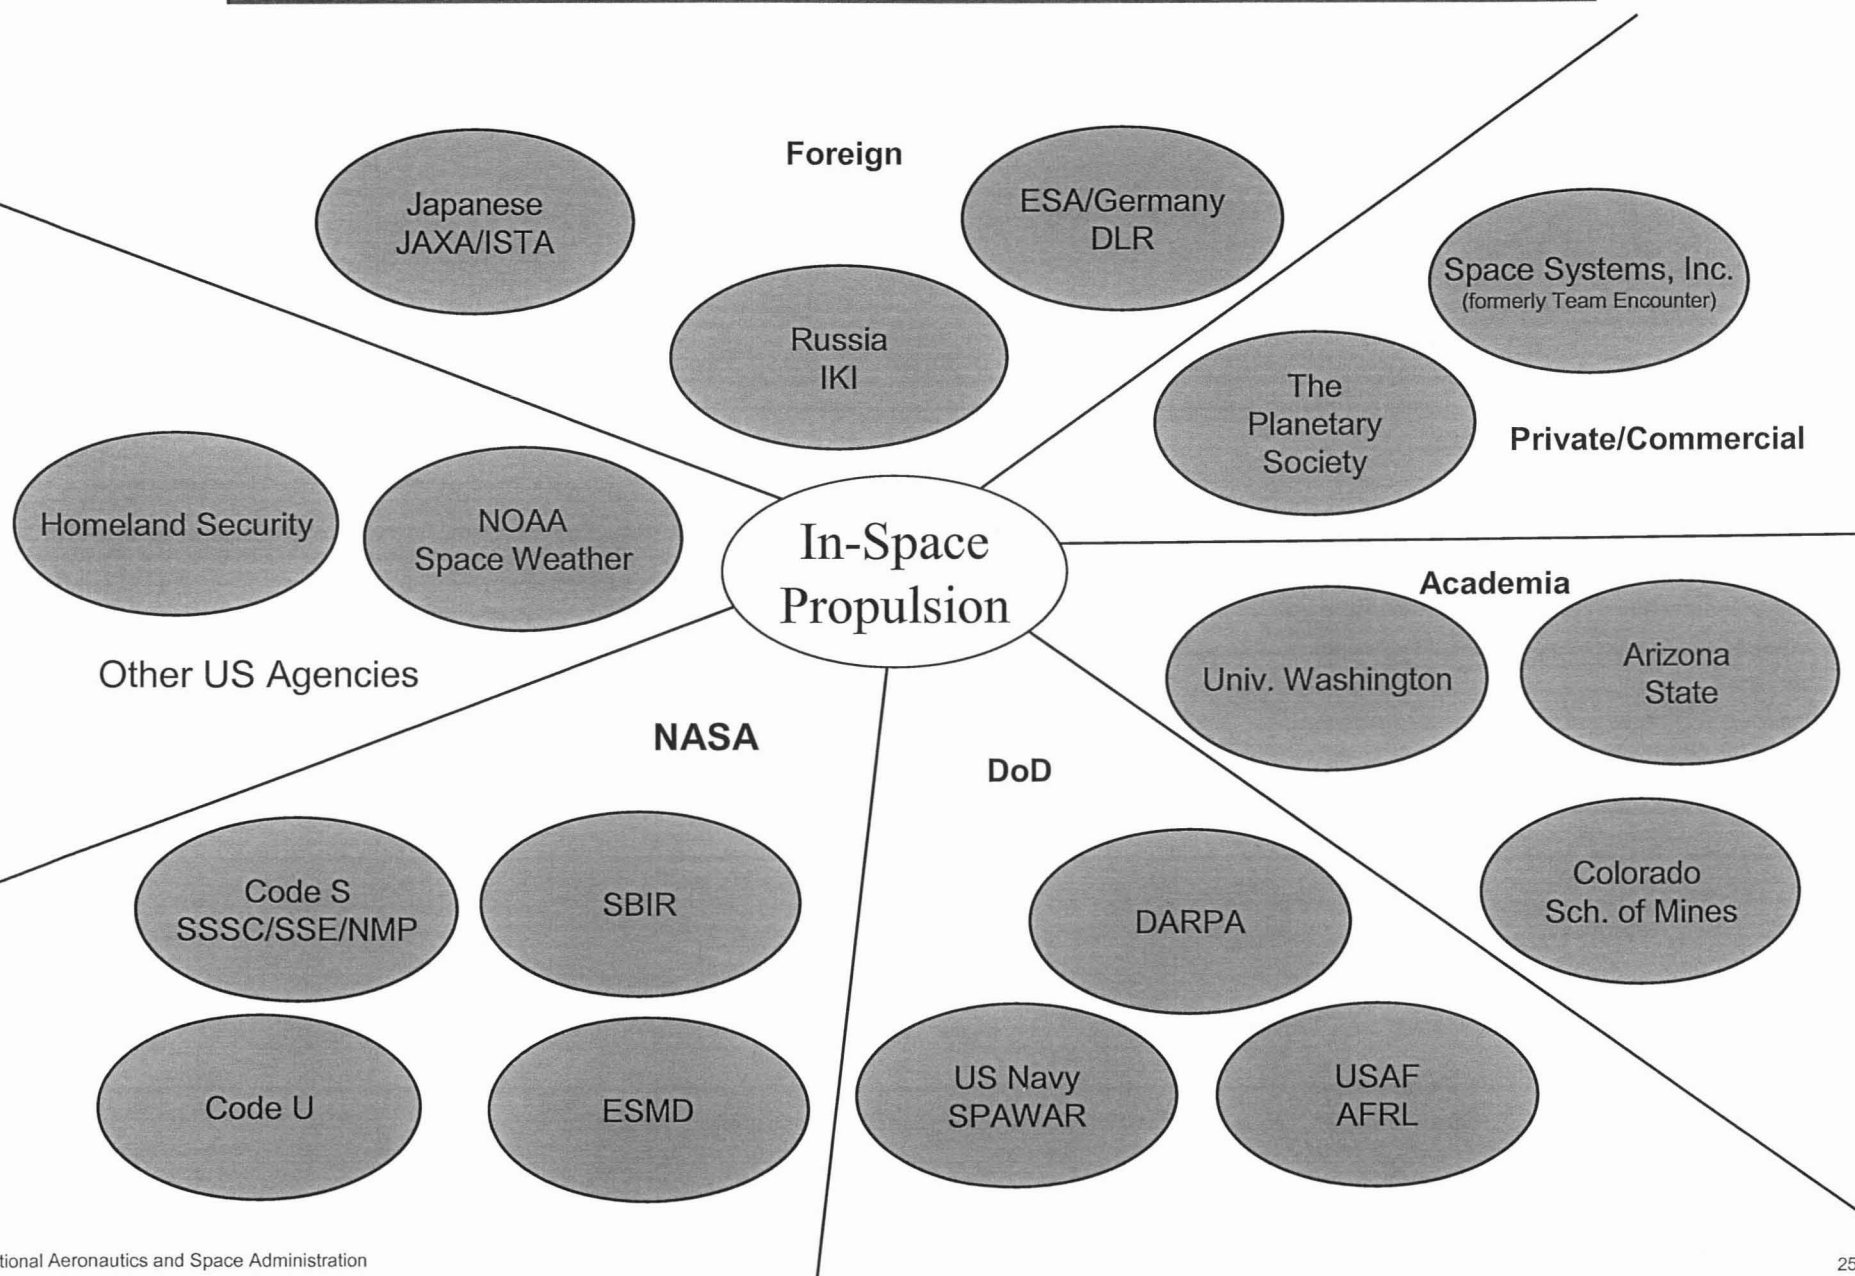 Foreign
Japanese
JAXA/ISTA
ESA/Germany
DLR
Russia
IKI
Space Systems, Inc.
(formerly Team Encounter)
The
Planetary
Society
Private/Commercial
Homeland Security
NOAA
Space Weather
Other US Agencies
In-Space
Propulsion
Academia
Univ. Washington
Arizona
State
Colorado
Sch. of Mines
NASA
Code S
SSSC/SSE/NMP
SBIR
Code U
ESMD
DoD
DARPA
US Navy
SPAWAR
USAF
AFRL
tional Aeronautics and Space Administration
25